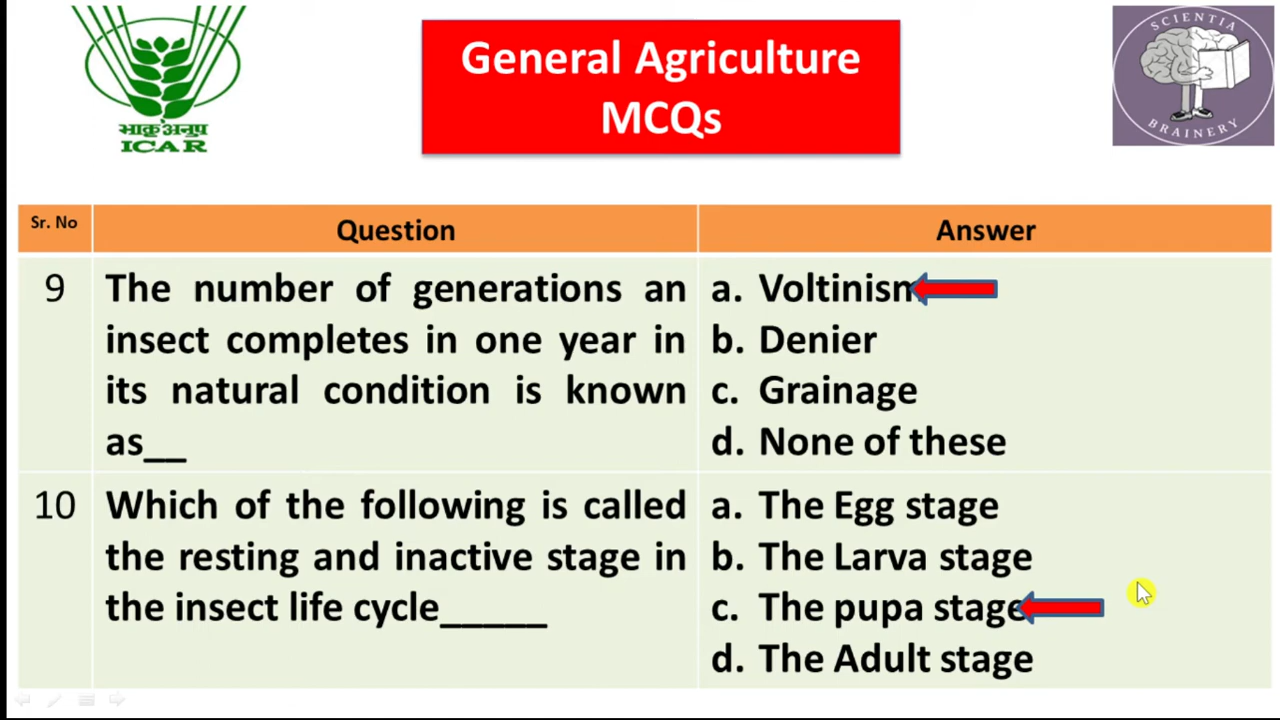 भाकृअनुप
ICAR
General Agriculture
MCQs
SCIENTIA
BRAINERY
Sr. No
Question
Answer
9
The number of generations an
insect completes in one year in
its natural condition is known
as__
a. Voltinism
b. Denier
c. Grainage
d. None of these
10
Which of the following is called
the resting and inactive stage in
the insect life cycle_____
a. The Egg stage
b. The Larva stage
c. The pupa stage
d. The Adult stage